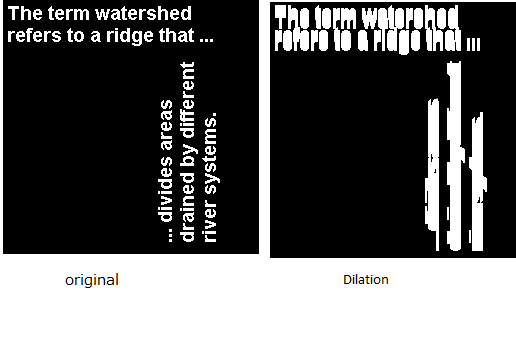 The term watershed
refers to a ridge that ...
... divides areas
drained by different
river systems.
The term watershed
refers to a ridge that ...
original
Dilation